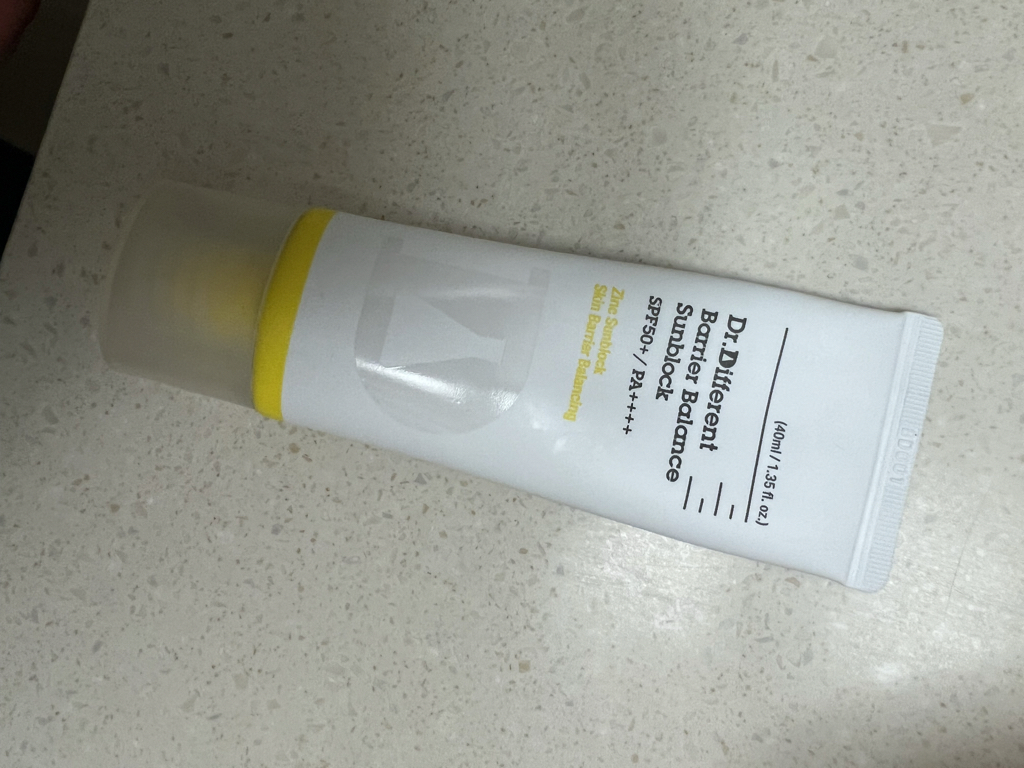 (40ml / 1.35 fl. oz.)
Dr.Different
Barrier Balance
Sunblock
SPF50+ / PA++++
Zinc Sunblock
Skin Barrier Balancing